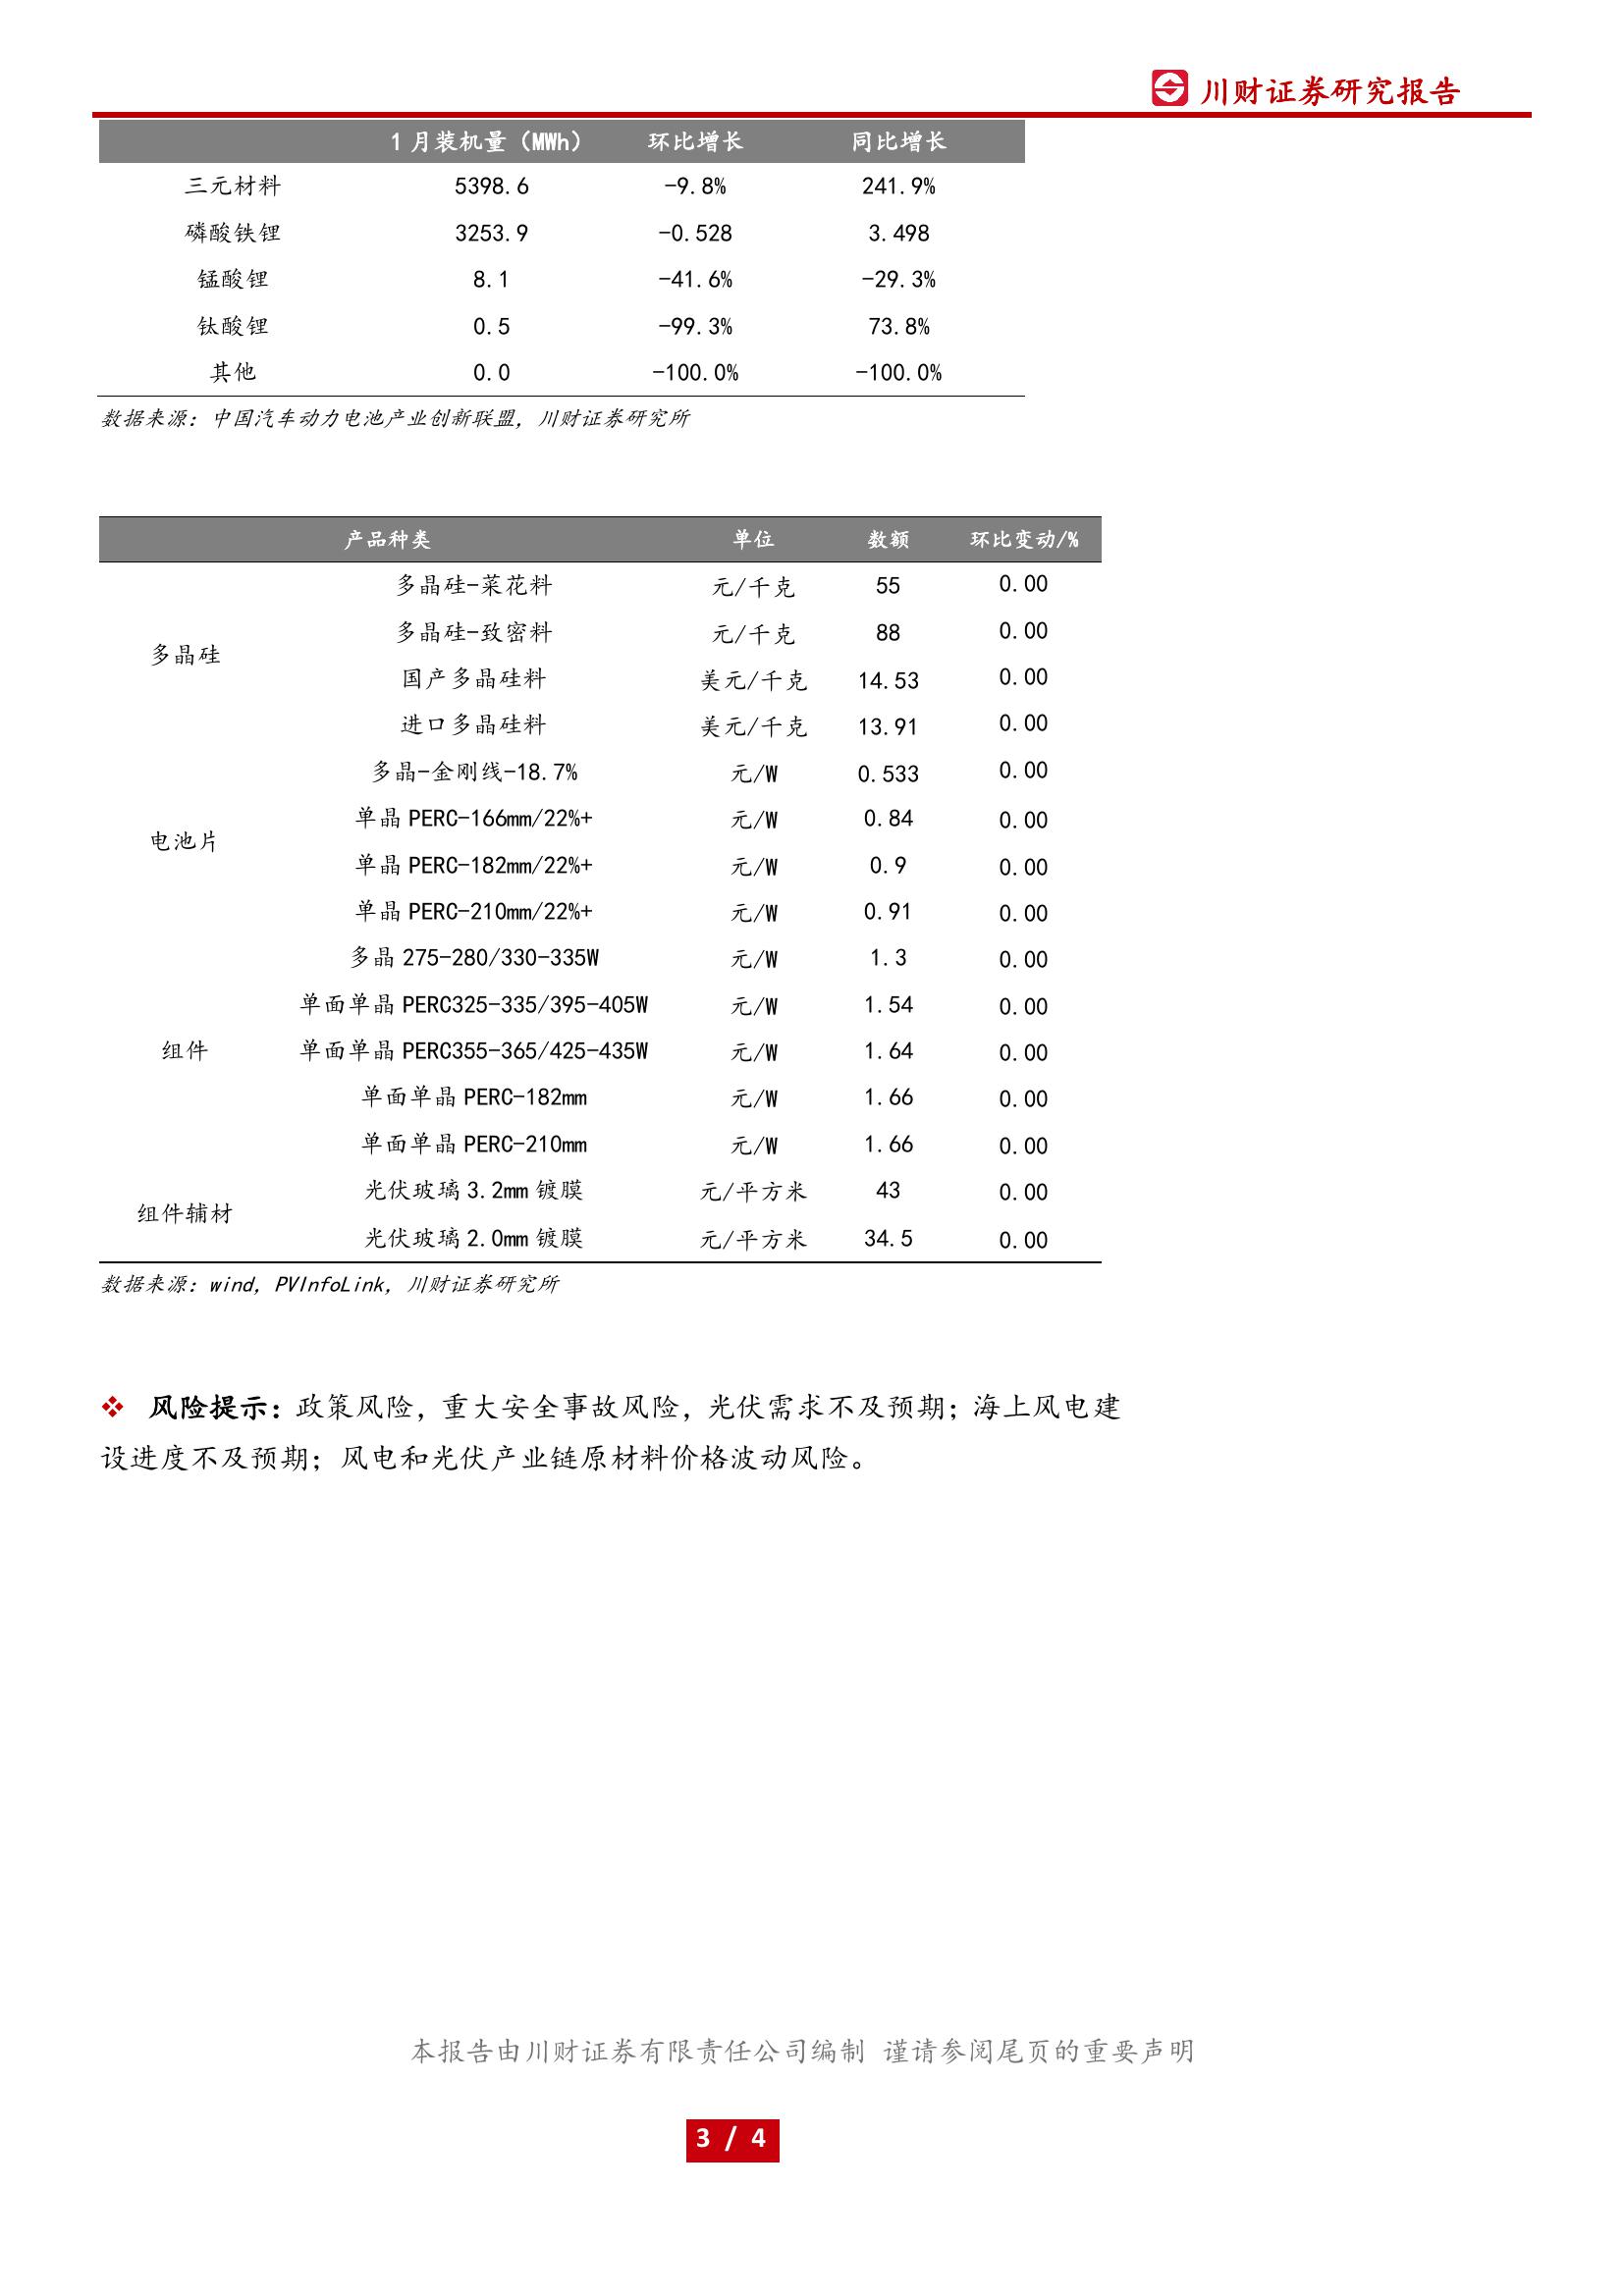 川财证券研究报告
1 月装机量（MWh） 环比增长 同比增长
三元材料 5398.6 -9.8% 241.9%
磷酸铁锂 3253.9 -0.528 3.498
锰酸锂 8.1 -41.6% -29.3%
钛酸锂 0.5 -99.3% 73.8%
其他 0.0 -100.0% -100.0%
数据来源：中国汽车动力电池产业创新联盟，川财证券研究所
产品种类 单位 数额 环比变动/%
多晶硅
多晶硅-菜花料 元/千克 55 0.00
多晶硅-致密料 元/千克 88 0.00
国产多晶硅料 美元/千克 14.53 0.00
进口多晶硅料 美元/千克 13.91 0.00
电池片
多晶-金刚线-18.7% 元/W 0.533 0.00
单晶 PERC-166mm/22%+ 元/W 0.84 0.00
单晶 PERC-182mm/22%+ 元/W 0.9 0.00
单晶 PERC-210mm/22%+ 元/W 0.91 0.00
组件
多晶 275-280/330-335W 元/W 1.3 0.00
单面单晶 PERC325-335/395-405W 元/W 1.54 0.00
单面单晶 PERC355-365/425-435W 元/W 1.64 0.00
单面单晶 PERC-182mm 元/W 1.66 0.00
单面单晶 PERC-210mm 元/W 1.66 0.00
组件辅材
光伏玻璃 3.2mm 镀膜 元/平方米 43 0.00
光伏玻璃 2.0mm 镀膜 元/平方米 34.5 0.00
数据来源：wind，PVInfoLink，川财证券研究所
❖ 风险提示：政策风险，重大安全事故风险，光伏需求不及预期；海上风电建
设进度不及预期；风电和光伏产业链原材料价格波动风险。
本报告由川财证券有限责任公司编制 谨请参阅尾页的重要声明
3 / 4